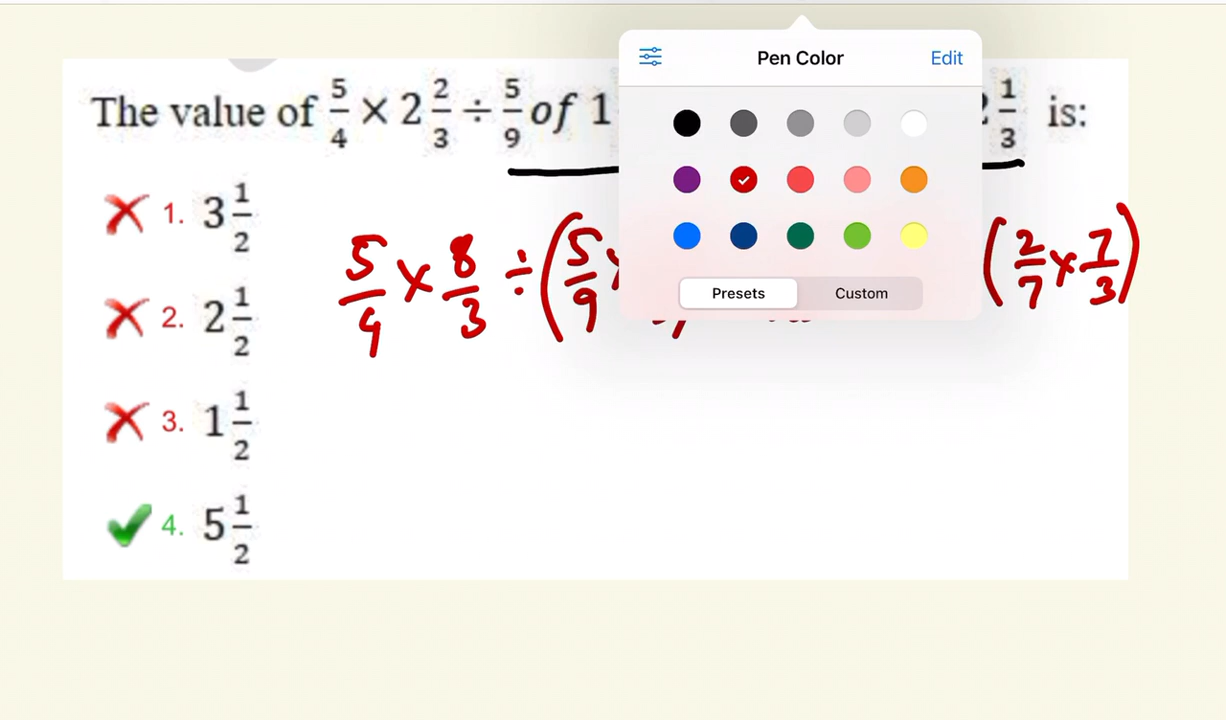 Pen Color Edit
The value of 5/4 × 2 2/3 ÷ 5/9 of 1 1/3 is:
1. 3 1/2
5/4 × 8/3 ÷ (5/9 (2/7 × 7/3)
2. 2 1/2
Presets Custom
3. 1 1/2
4. 5 1/2